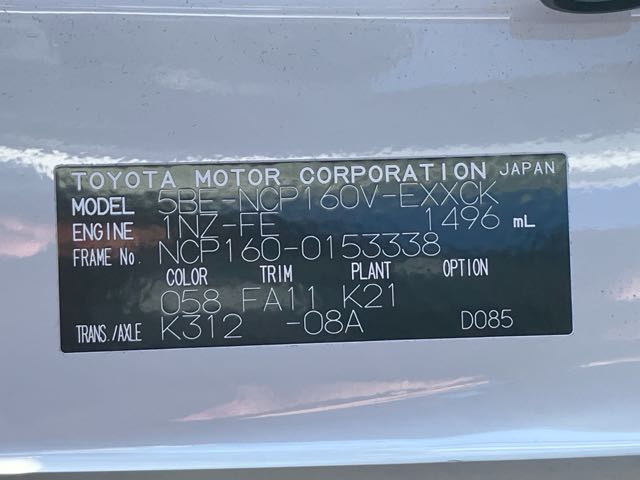 TOYOTA MOTOR CORPORATION JAPAN
MODEL 5BE-NCP160V-EXXCK
ENGINE 1NZ-FE 1496 mL
FRAME No. NCP160-0153338
COLOR TRIM PLANT OPTION
058 FA11 K21
TRANS./AXLE K312 -08A D085